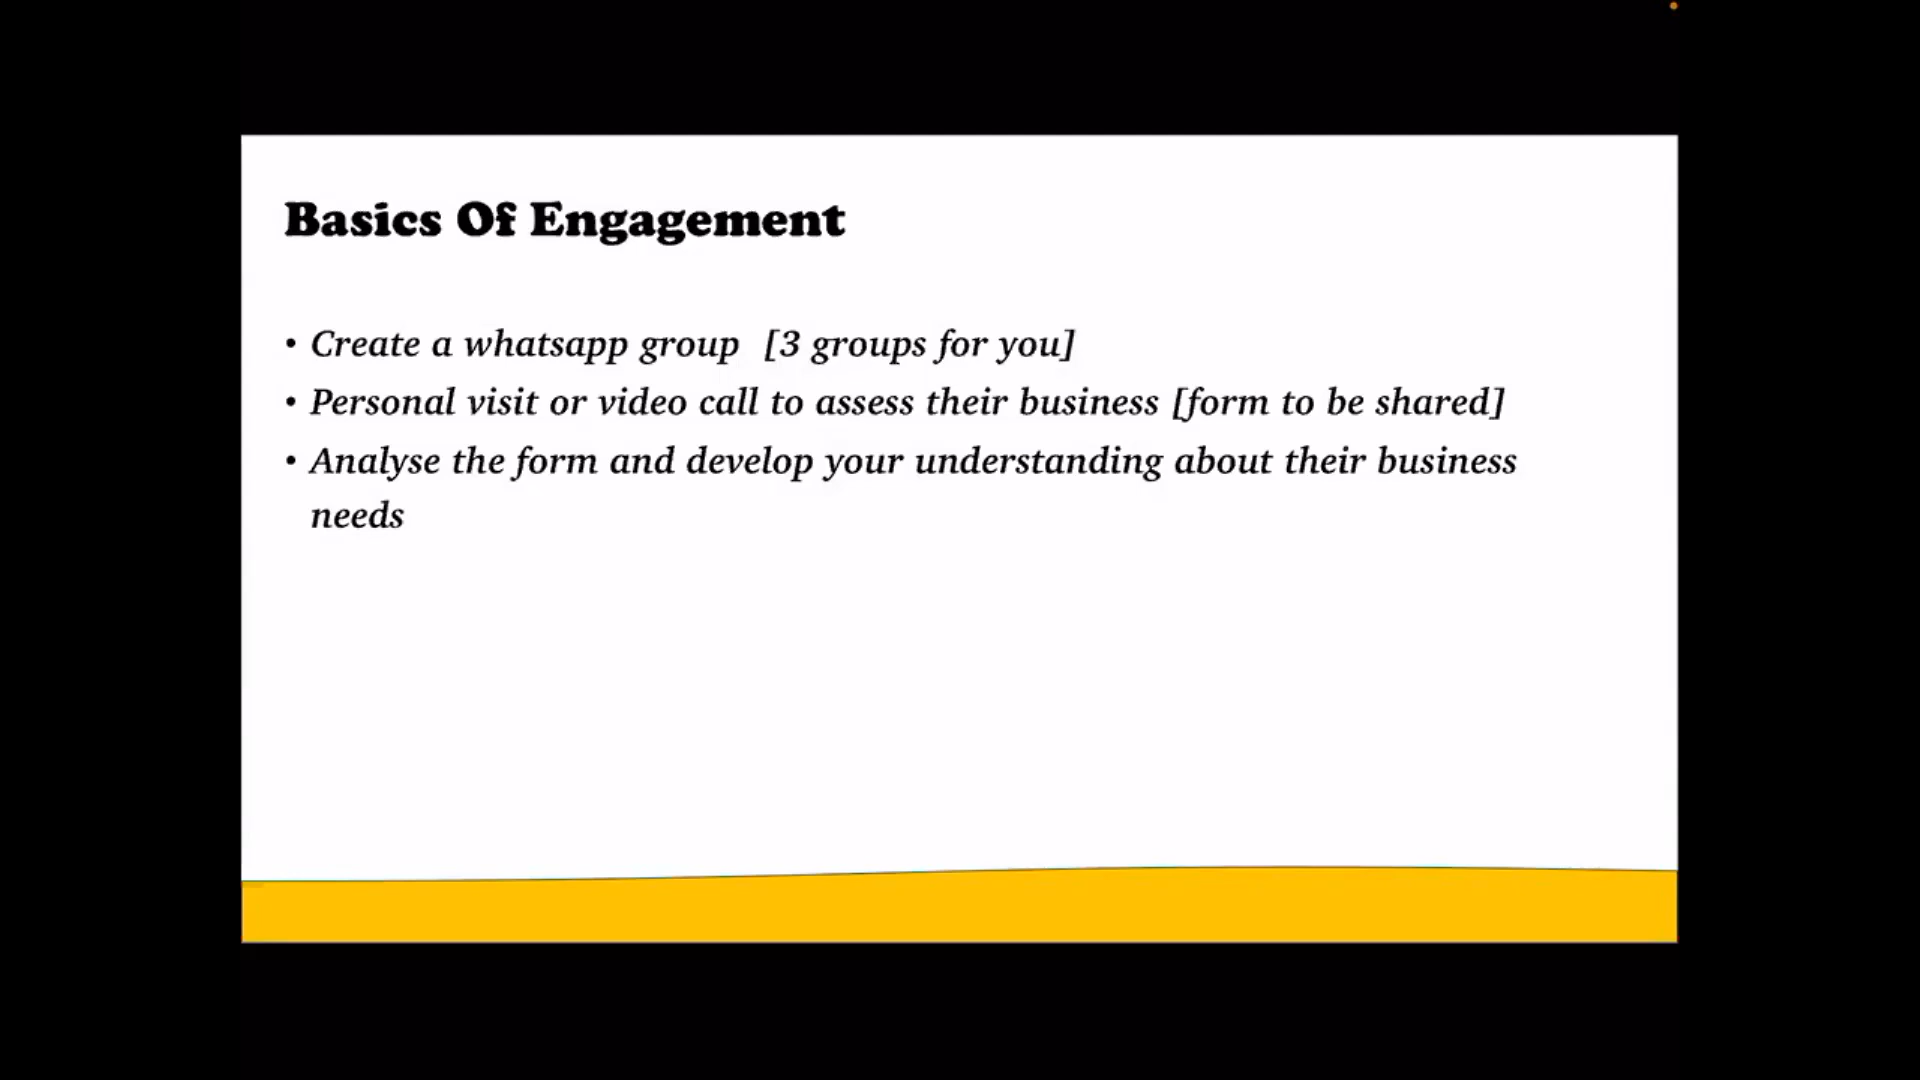 Basics Of Engagement
• Create a whatsapp group [3 groups for you]
• Personal visit or video call to assess their business [form to be shared]
• Analyse the form and develop your understanding about their business
needs